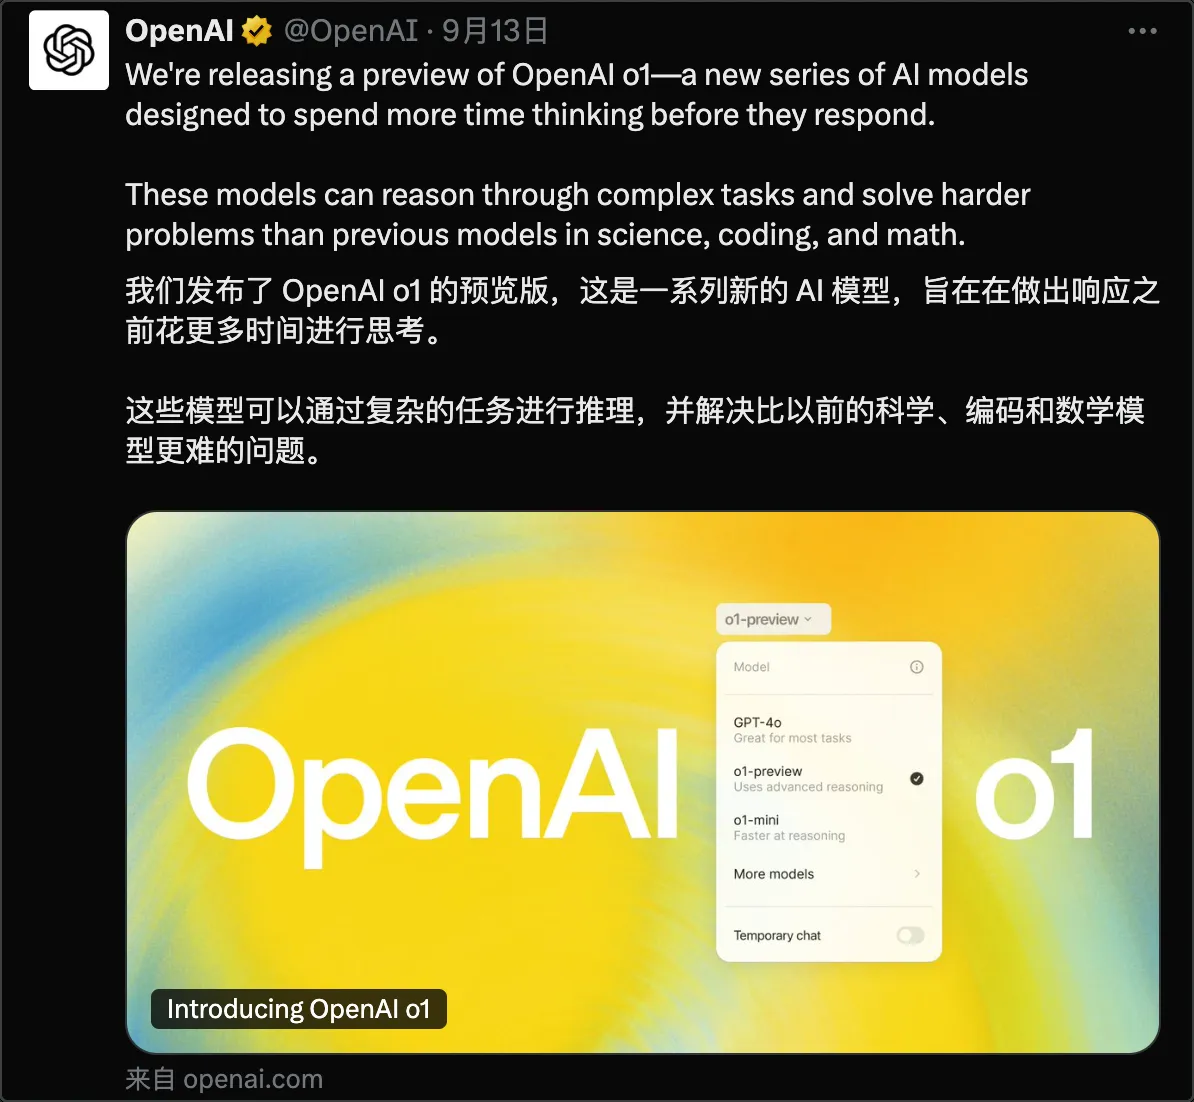 OpenAI @OpenAI · 9月13日
We're releasing a preview of OpenAI o1—a new series of AI models
designed to spend more time thinking before they respond.
These models can reason through complex tasks and solve harder
problems than previous models in science, coding, and math.
我们发布了 OpenAI o1 的预览版，这是一系列新的 AI 模型，旨在在做出响应之
前花更多时间进行思考。
这些模型可以通过复杂的任务进行推理，并解决比以前的科学、编码和数学模
型更难的问题。
o1-preview
Model
GPT-4o
Great for most tasks
o1-preview
Uses advanced reasoning
o1-mini
Faster at reasoning
More models
Temporary chat
OpenAI o1
Introducing OpenAI o1
来自 openai.com